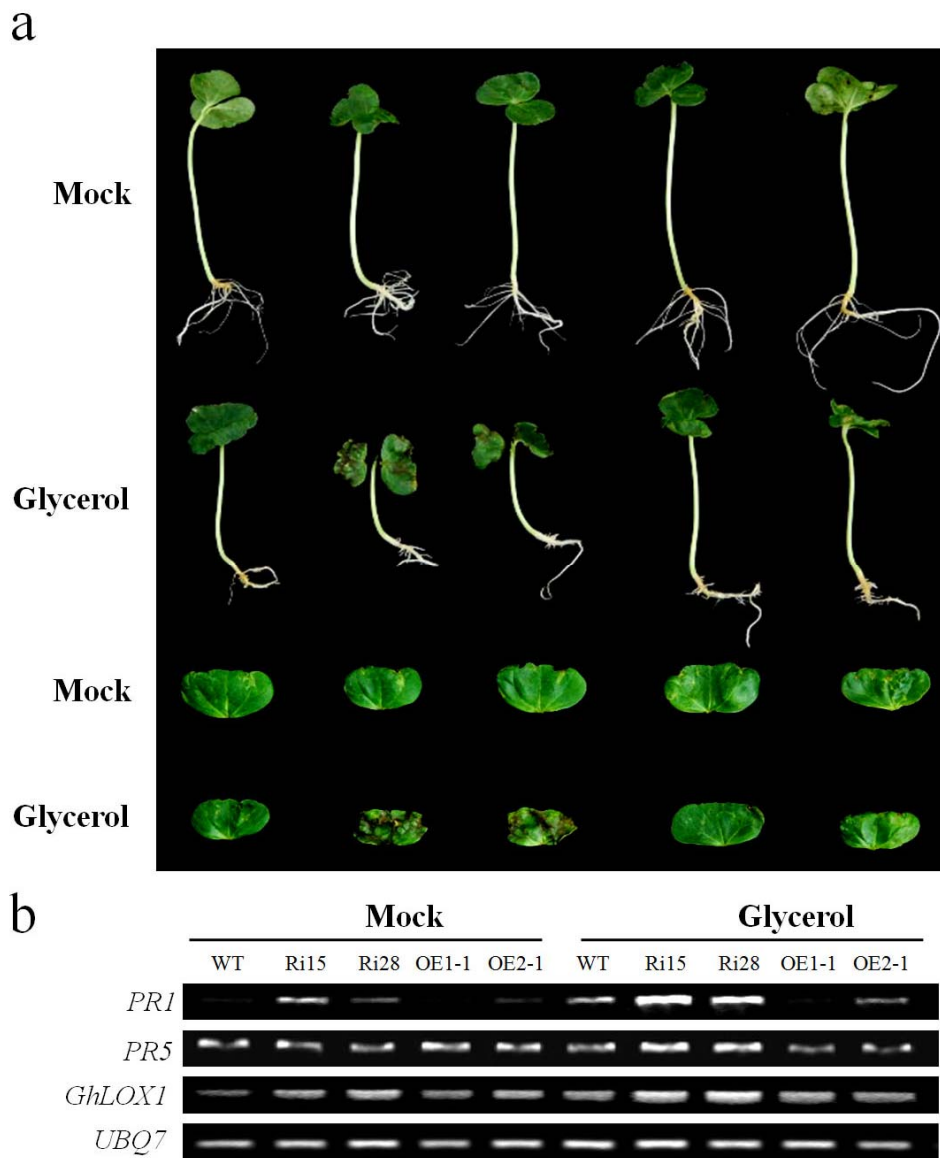 a
Mock
Glycerol
Mock
Glycerol
b
Mock Glycerol
WT Ri15 Ri28 OE1-1 OE2-1 WT Ri15 Ri28 OE1-1 OE2-1
PR1
PR5
GhLOX1
UBQ7